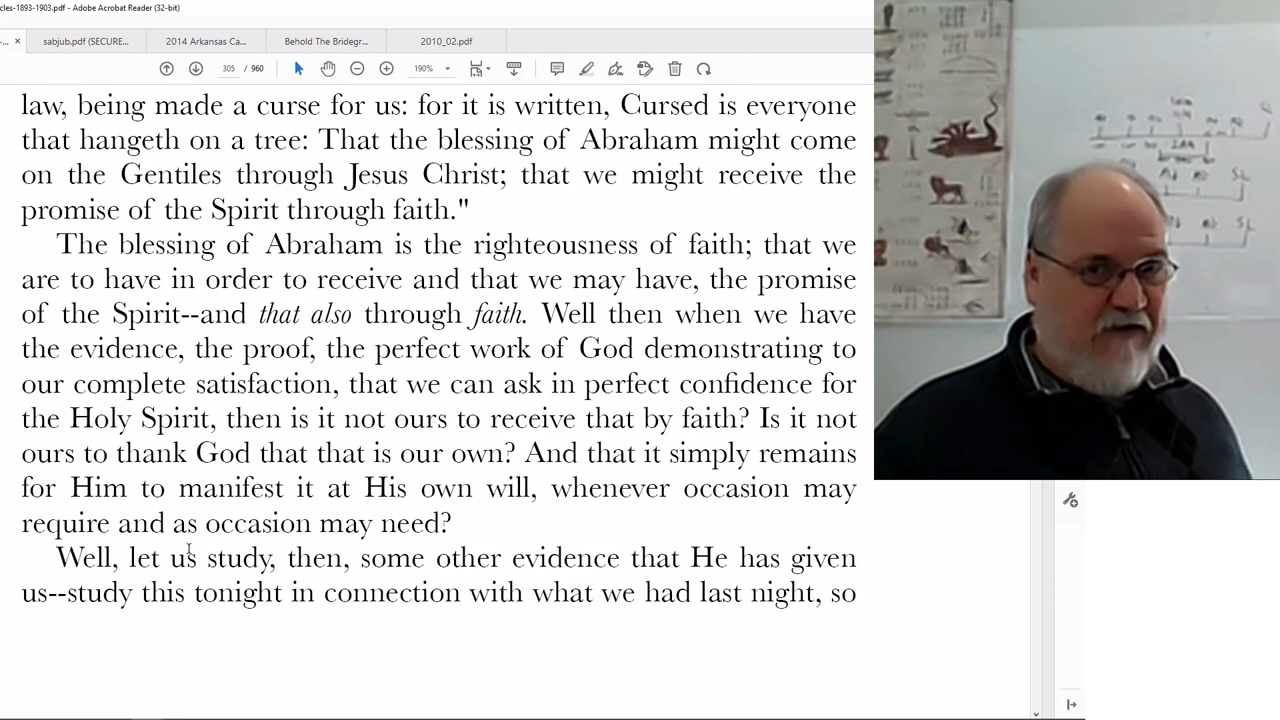 cles-1893-1903.pdf - Adobe Acrobat Reader (32-bit)
... × sabjub.pdf (SECURE... 2014 Arkansas Ca... Behold The Bridegr... 2010_02.pdf
305 / 960 190%
law, being made a curse for us: for it is written, Cursed is everyone
that hangeth on a tree: That the blessing of Abraham might come
on the Gentiles through Jesus Christ; that we might receive the
promise of the Spirit through faith."
The blessing of Abraham is the righteousness of faith; that we
are to have in order to receive and that we may have, the promise
of the Spirit--and that also through faith. Well then when we have
the evidence, the proof, the perfect work of God demonstrating to
our complete satisfaction, that we can ask in perfect confidence for
the Holy Spirit, then is it not ours to receive that by faith? Is it not
ours to thank God that that is our own? And that it simply remains
for Him to manifest it at His own will, whenever occasion may
require and as occasion may need?
Well, let us study, then, some other evidence that He has given
us--study this tonight in connection with what we had last night, so